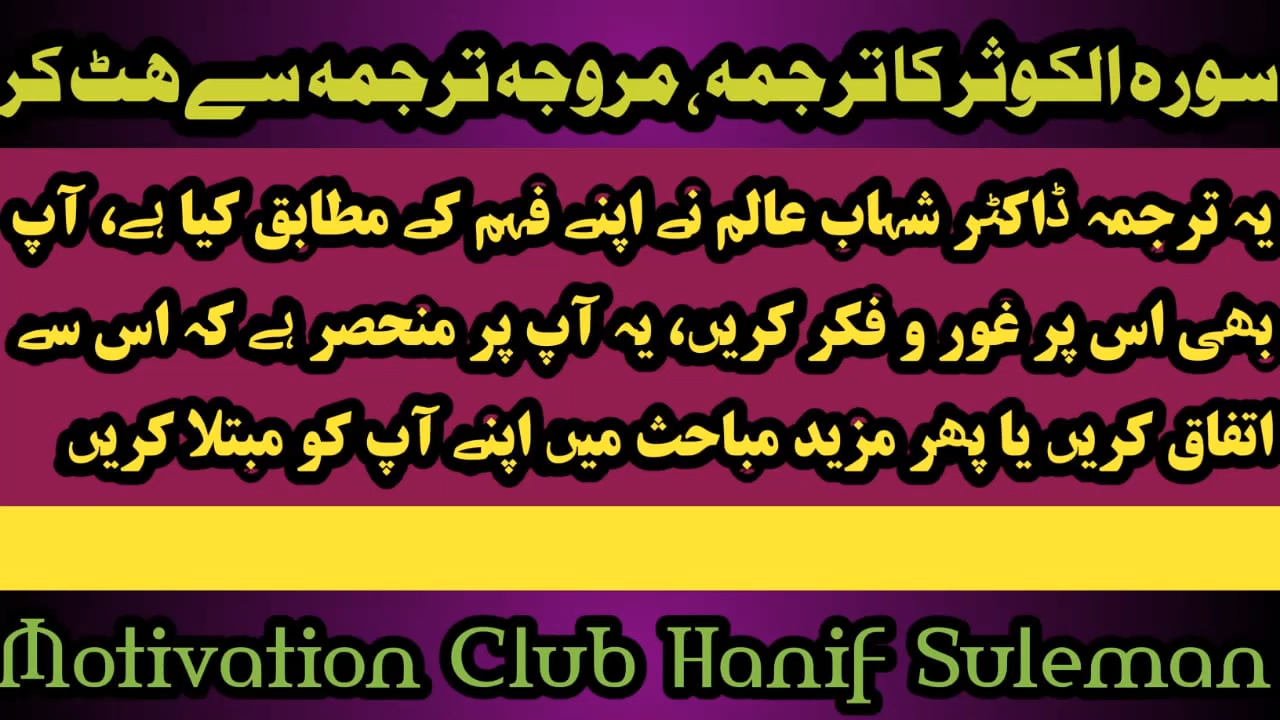 سورہ الکوثر کا ترجمہ، مروجہ ترجمہ سے ھٹ کر
یہ ترجمہ ڈاکٹر شہاب عالم نے اپنے فہم کے مطابق کیا ہے، آپ
بھی اس پر غور و فکر کریں، یہ آپ پر منحصر ہے کہ اس سے
اتفاق کریں یا پھر مزید مباحث میں اپنے آپ کو مبتلا کریں
Motivation Club Hanif Suleman